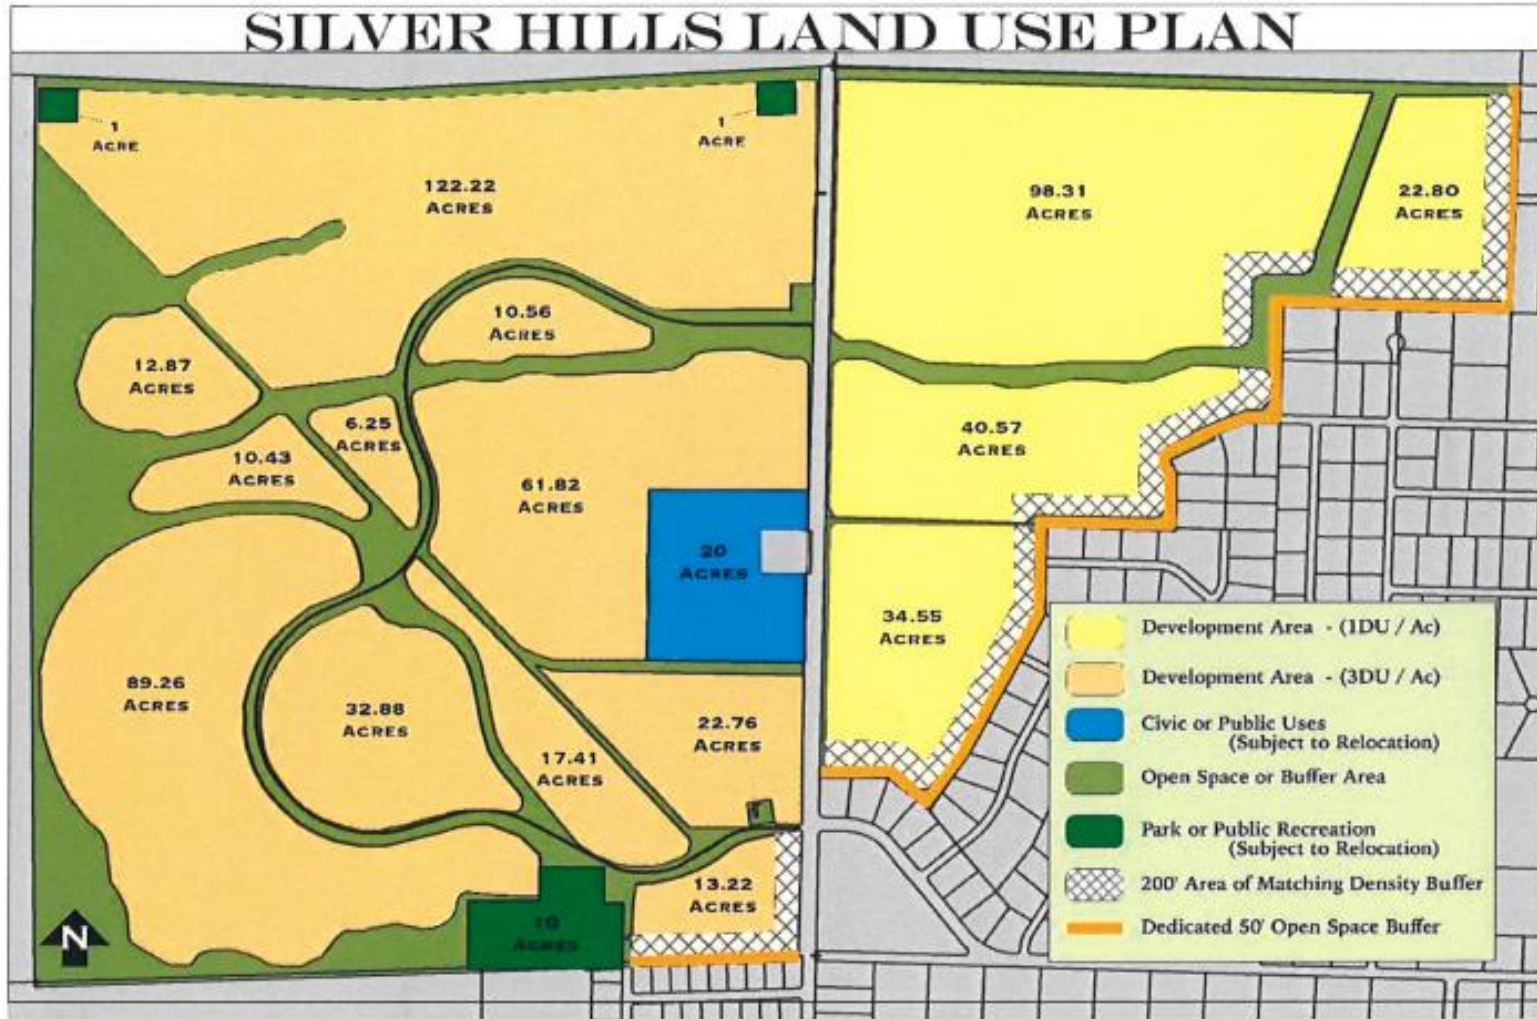 SILVER HILLS LAND USE PLAN
1
ACRE
1
ACRE
122.22
ACRES
98.31
ACRES
22.80
ACRES
10.56
ACRES
12.87
ACRES
6.25
ACRES
10.43
ACRES
61.82
ACRES
40.57
ACRES
20
ACRES
34.55
ACRES
89.26
ACRES
32.88
ACRES
22.76
ACRES
17.41
ACRES
13.22
ACRES
10
ACRES
N
Development Area - (1DU / Ac)
Development Area - (3DU / Ac)
Civic or Public Uses
(Subject to Relocation)
Open Space or Buffer Area
Park or Public Recreation
(Subject to Relocation)
200' Area of Matching Density Buffer
Dedicated 50' Open Space Buffer